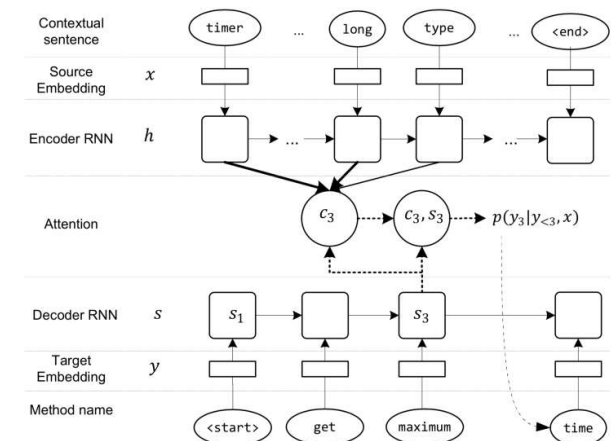 Contextual sentence timer ... long type ... <end>
Source Embedding x
Encoder RNN h ... ...
Attention c₃ c₃, s₃ p(y₃|y<₃, x)
Decoder RNN s s₁ s₃
Target Embedding y
Method name <start> get maximum time